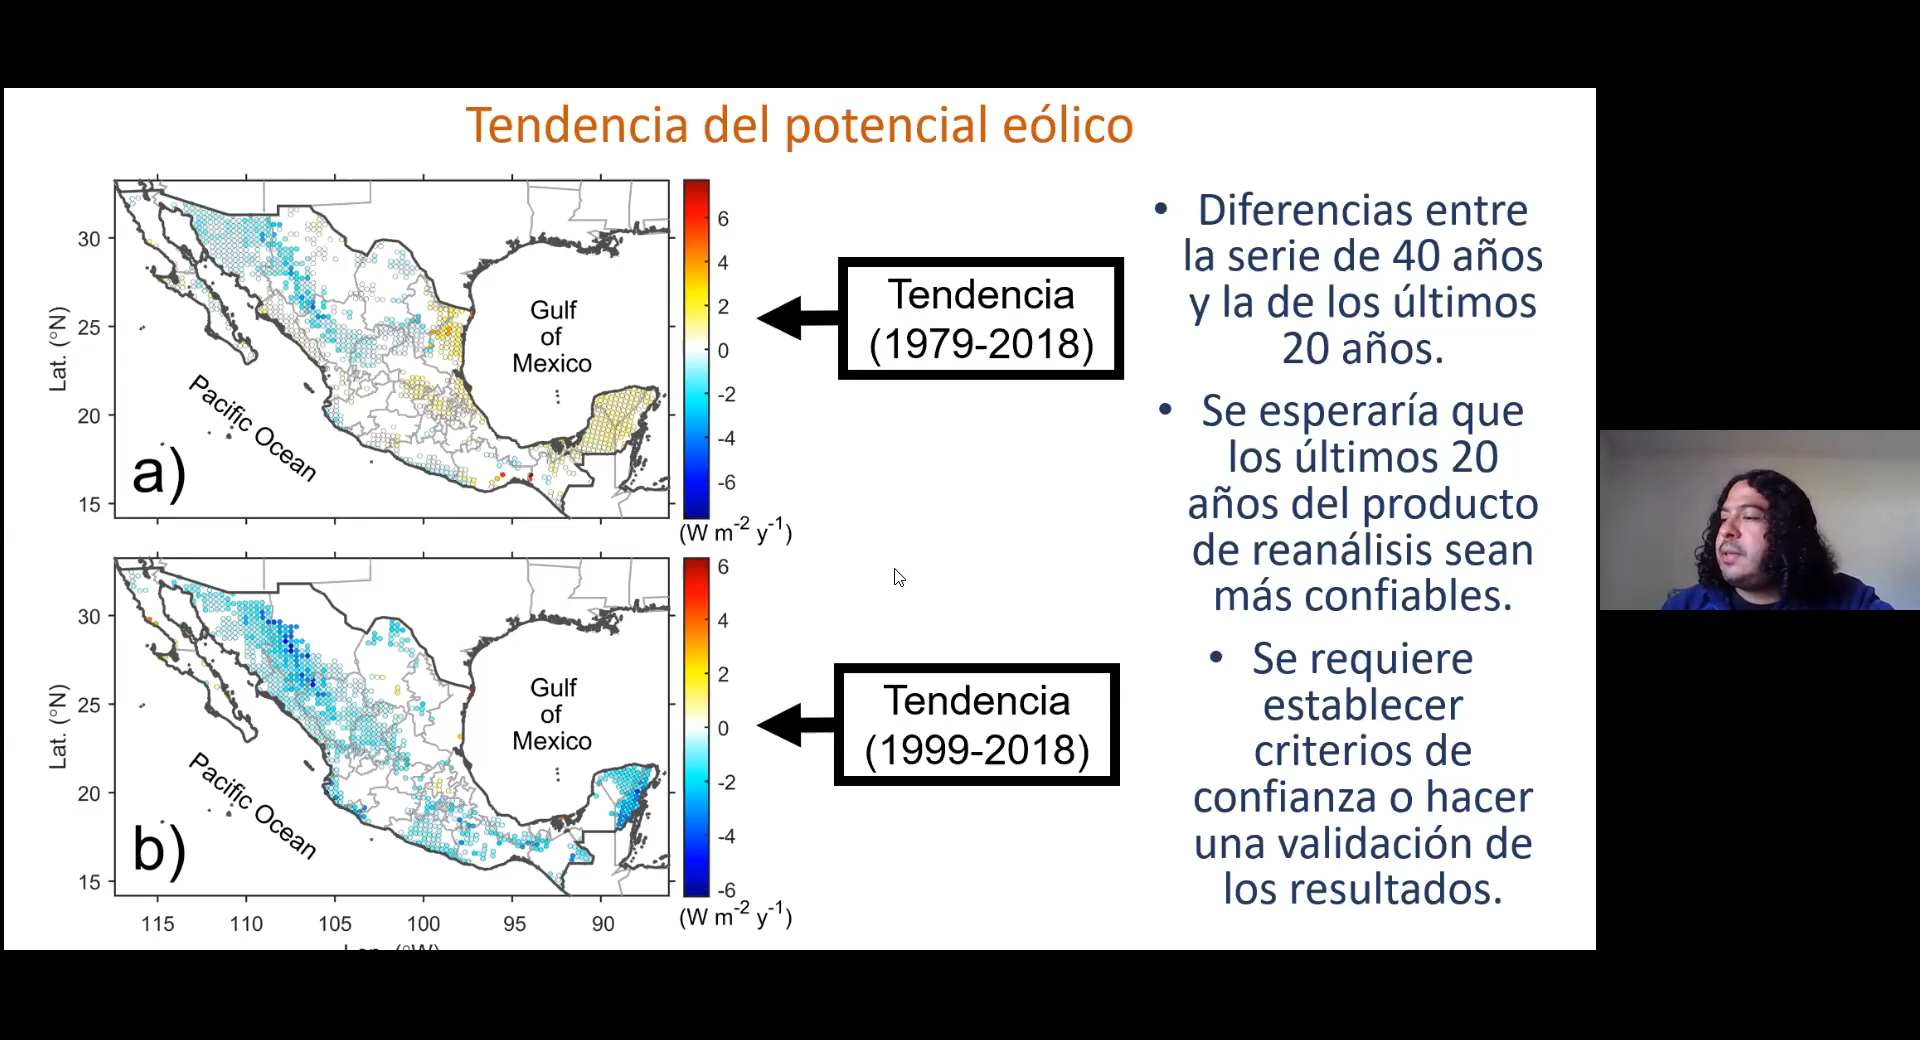 Tendencia del potencial eólico
30
25
20
15
Lat. (°N)
Gulf
of
Mexico
Pacific Ocean
a)
6
4
2
0
-2
-4
-6
(W m-2 y-1)
Tendencia
(1979-2018)
30
25
20
15
Lat. (°N)
Gulf
of
Mexico
Pacific Ocean
b)
115 110 105 100 95 90
6
4
2
0
-2
-4
-6
(W m-2 y-1)
Tendencia
(1999-2018)
• Diferencias entre
la serie de 40 años
y la de los últimos
20 años.
• Se esperaría que
los últimos 20
años del producto
de reanálisis sean
más confiables.
• Se requiere
establecer
criterios de
confianza o hacer
una validación de
los resultados.